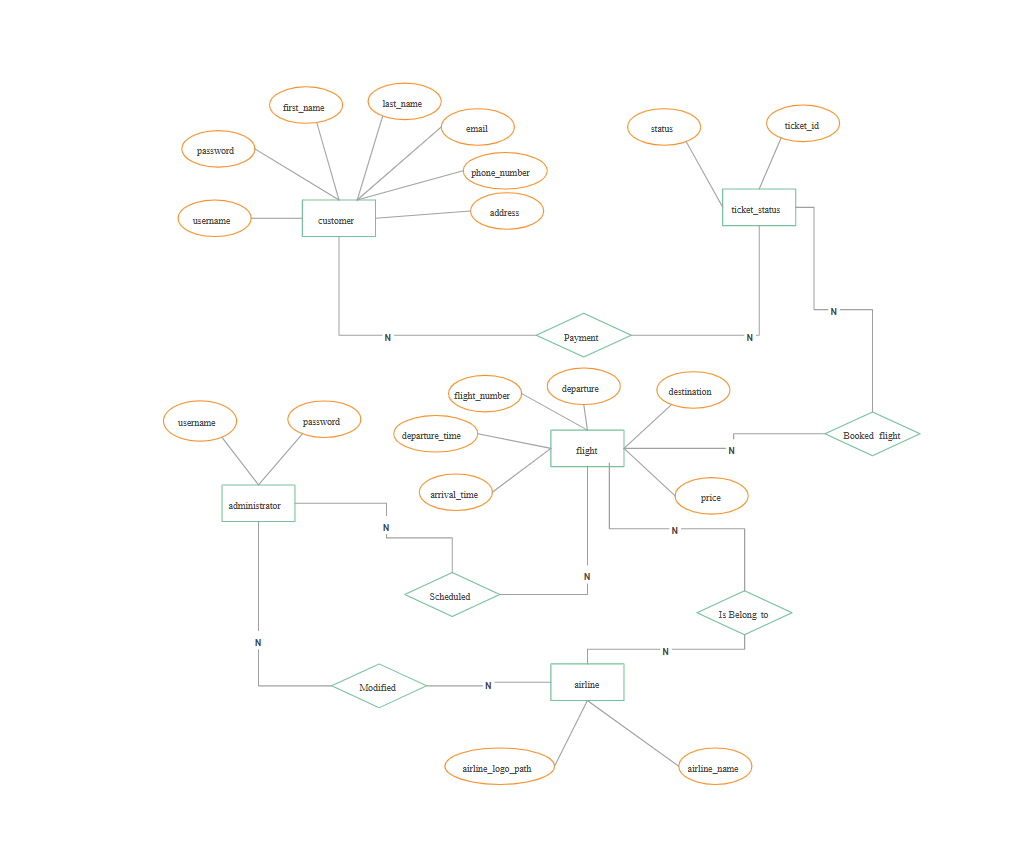 last_name
first_name
email
status
ticket_id
password
phone_number
username
customer
address
ticket_status
N
N
Payment
N
flight_number
departure
destination
username
password
departure_time
flight
N
Booked flight
arrival_time
price
administrator
N
N
N
Scheduled
Is Belong to
N
N
Modified
N
airline
airline_logo_path
airline_name